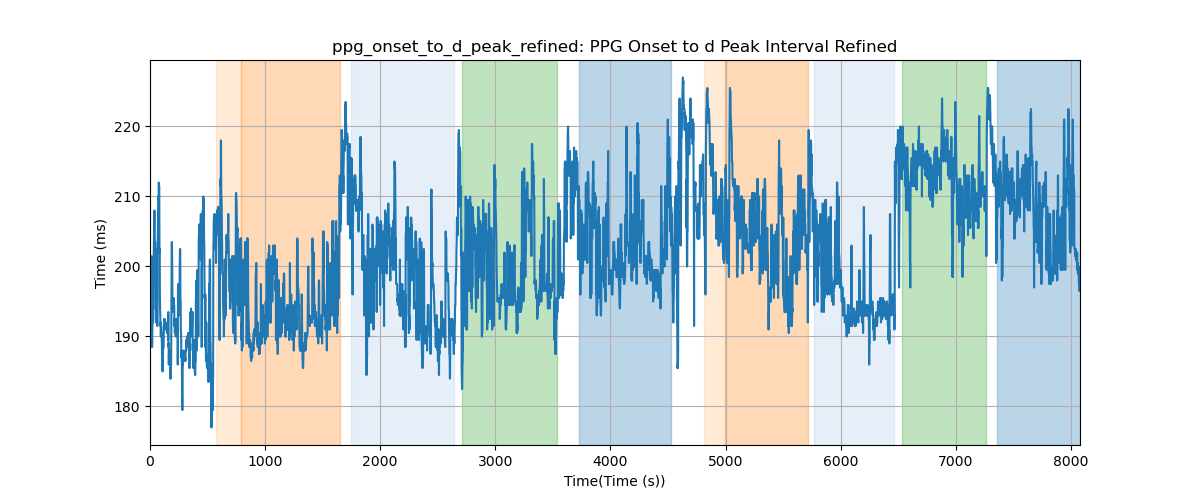 ppg_onset_to_d_peak_refined: PPG Onset to d Peak Interval Refined
Time (ms)
220
210
200
190
180
0 1000 2000 3000 4000 5000 6000 7000 8000
Time(Time (s))